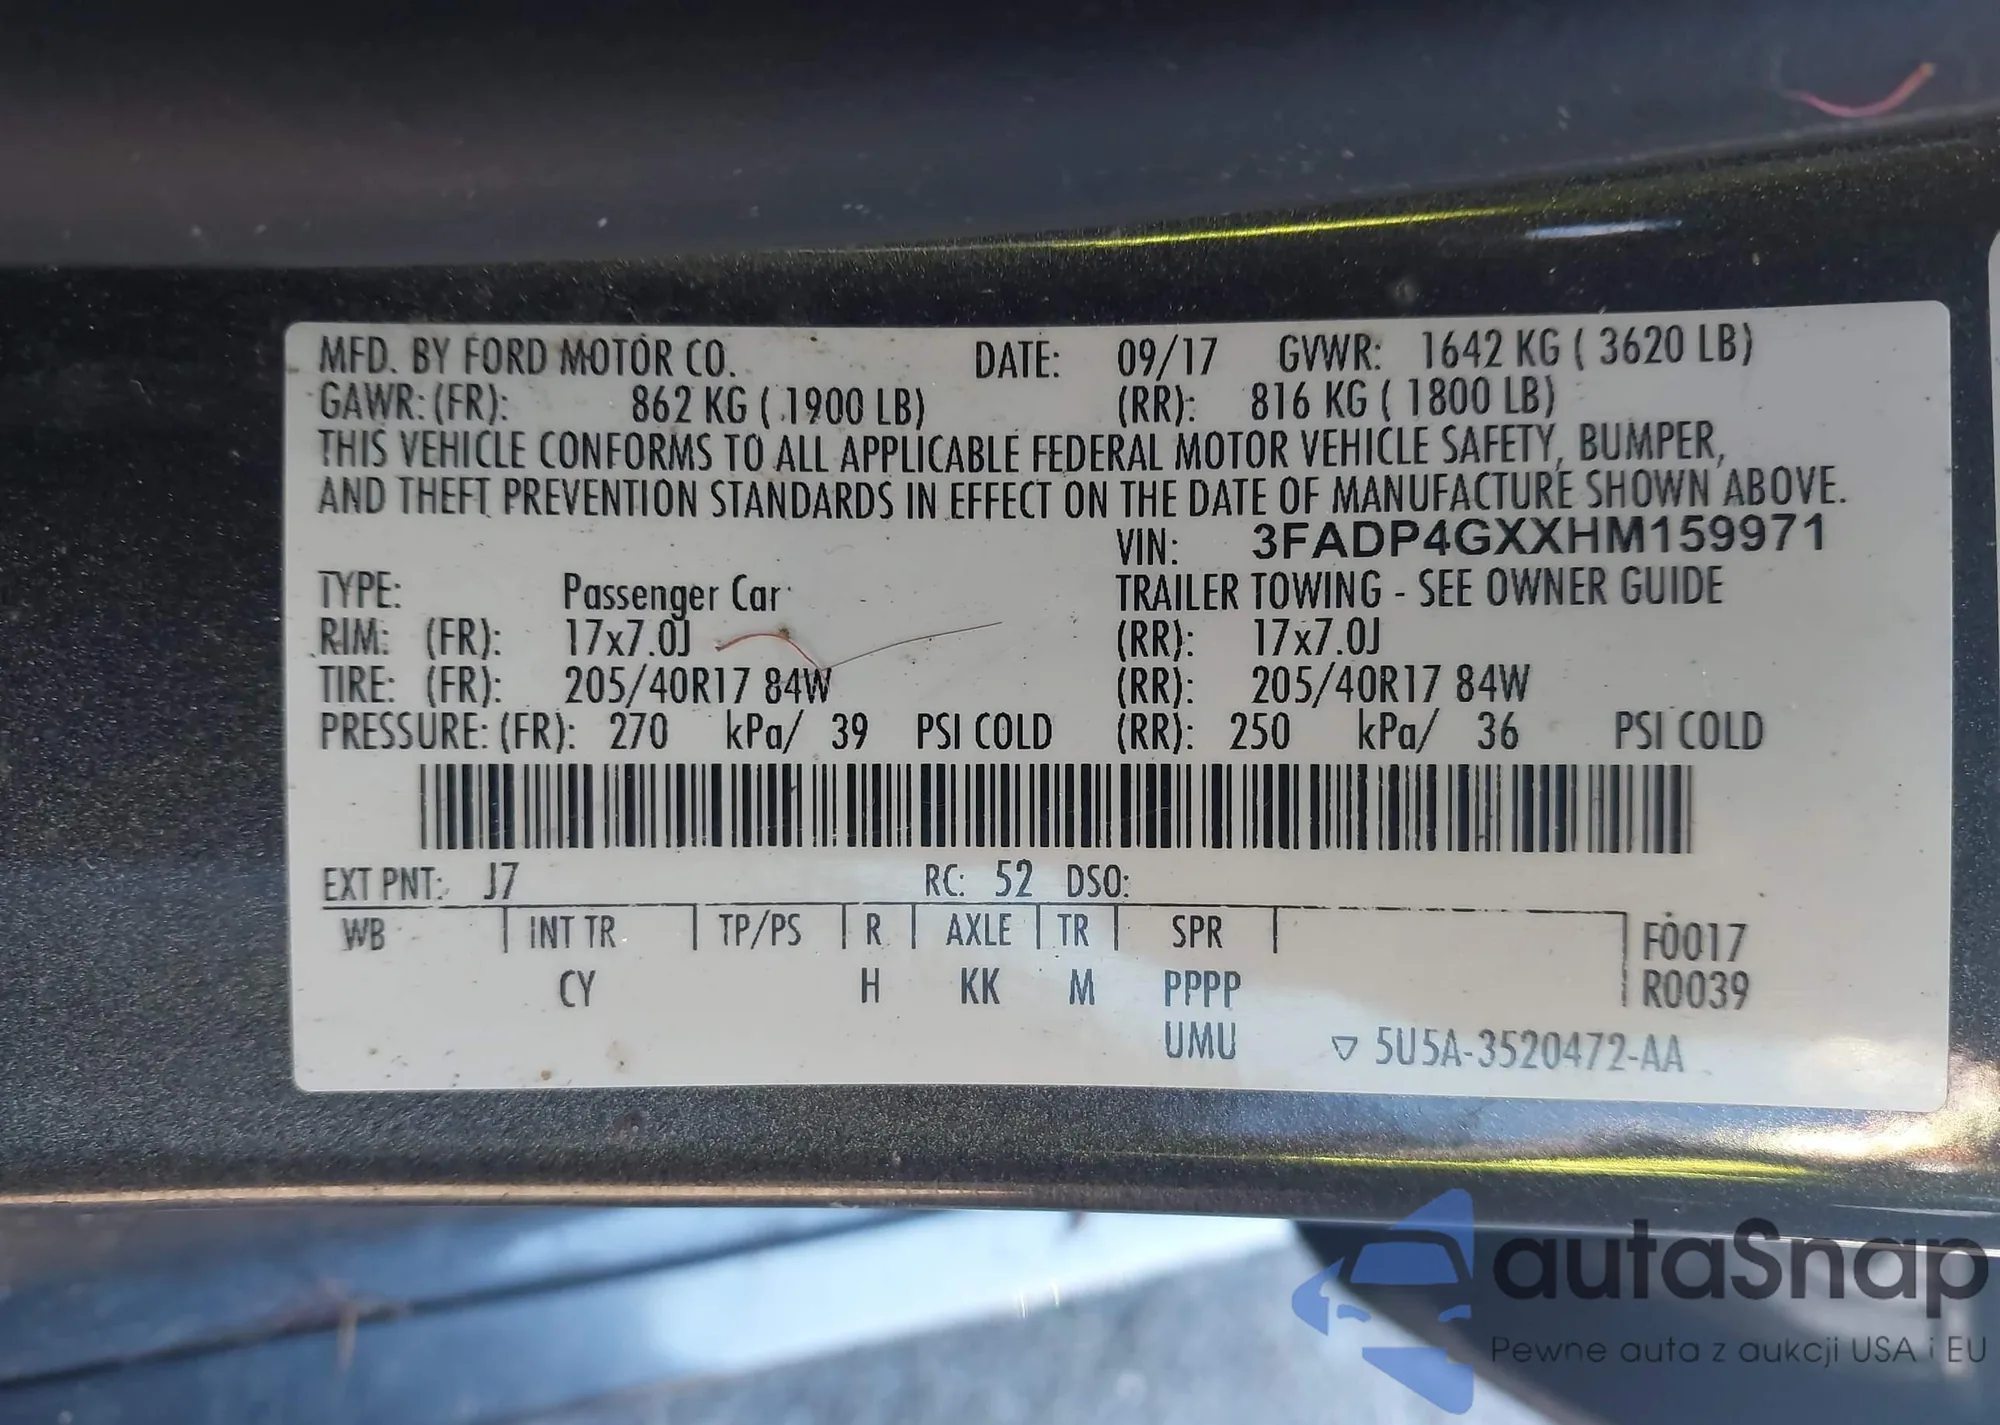 MFD. BY FORD MOTOR CO. DATE: 09/17 GVWR: 1642 KG ( 3620 LB)
GAWR: (FR): 862 KG ( 1900 LB) (RR): 816 KG ( 1800 LB)
THIS VEHICLE CONFORMS TO ALL APPLICABLE FEDERAL MOTOR VEHICLE SAFETY, BUMPER,
AND THEFT PREVENTION STANDARDS IN EFFECT ON THE DATE OF MANUFACTURE SHOWN ABOVE.
VIN: 3FADP4GXXHM159971
TYPE: Passenger Car TRAILER TOWING - SEE OWNER GUIDE
RIM: (FR): 17x7.0J (RR): 17x7.0J
TIRE: (FR): 205/40R17 84W (RR): 205/40R17 84W
PRESSURE: (FR): 270 kPa/ 39 PSI COLD (RR): 250 kPa/ 36 PSI COLD
EXT PNT: J7 RC: 52 DSO:
WB INT TR TP/PS R AXLE TR SPR F0017
CY H KK M PPPP R0039
UMU ▽ 5U5A-3520472-AA
autaSnap
Pewne auta z aukcji USA i EU